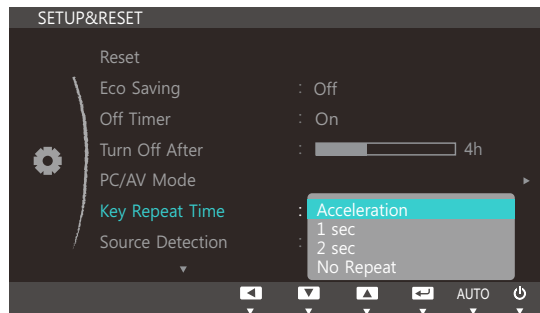 SETUP&RESET
Reset
Eco Saving : Off
Off Timer : On
Turn Off After : 4h
PC/AV Mode
Key Repeat Time : Acceleration
1 sec
Source Detection : 2 sec
No Repeat
AUTO